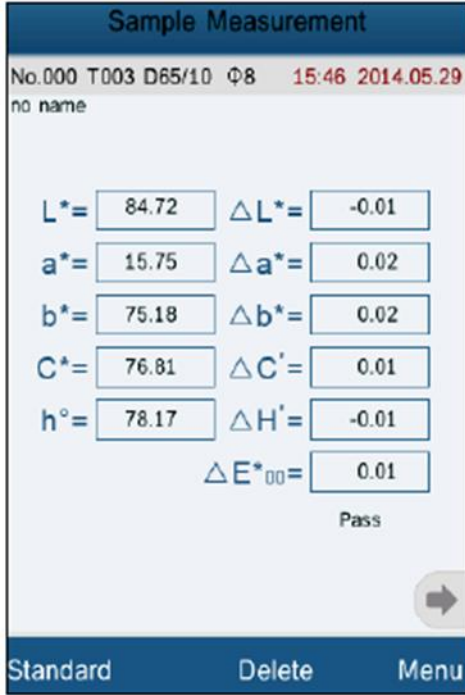 Sample Measurement
No.000 T003 D65/10 Φ8 15:46 2014.05.29
no name
L*= 84.72 △L*= -0.01
a*= 15.75 △a*= 0.02
b*= 75.18 △b*= 0.02
C*= 76.81 △C'= 0.01
h°= 78.17 △H'= -0.01
△E*00= 0.01
Pass
Standard Delete Menu